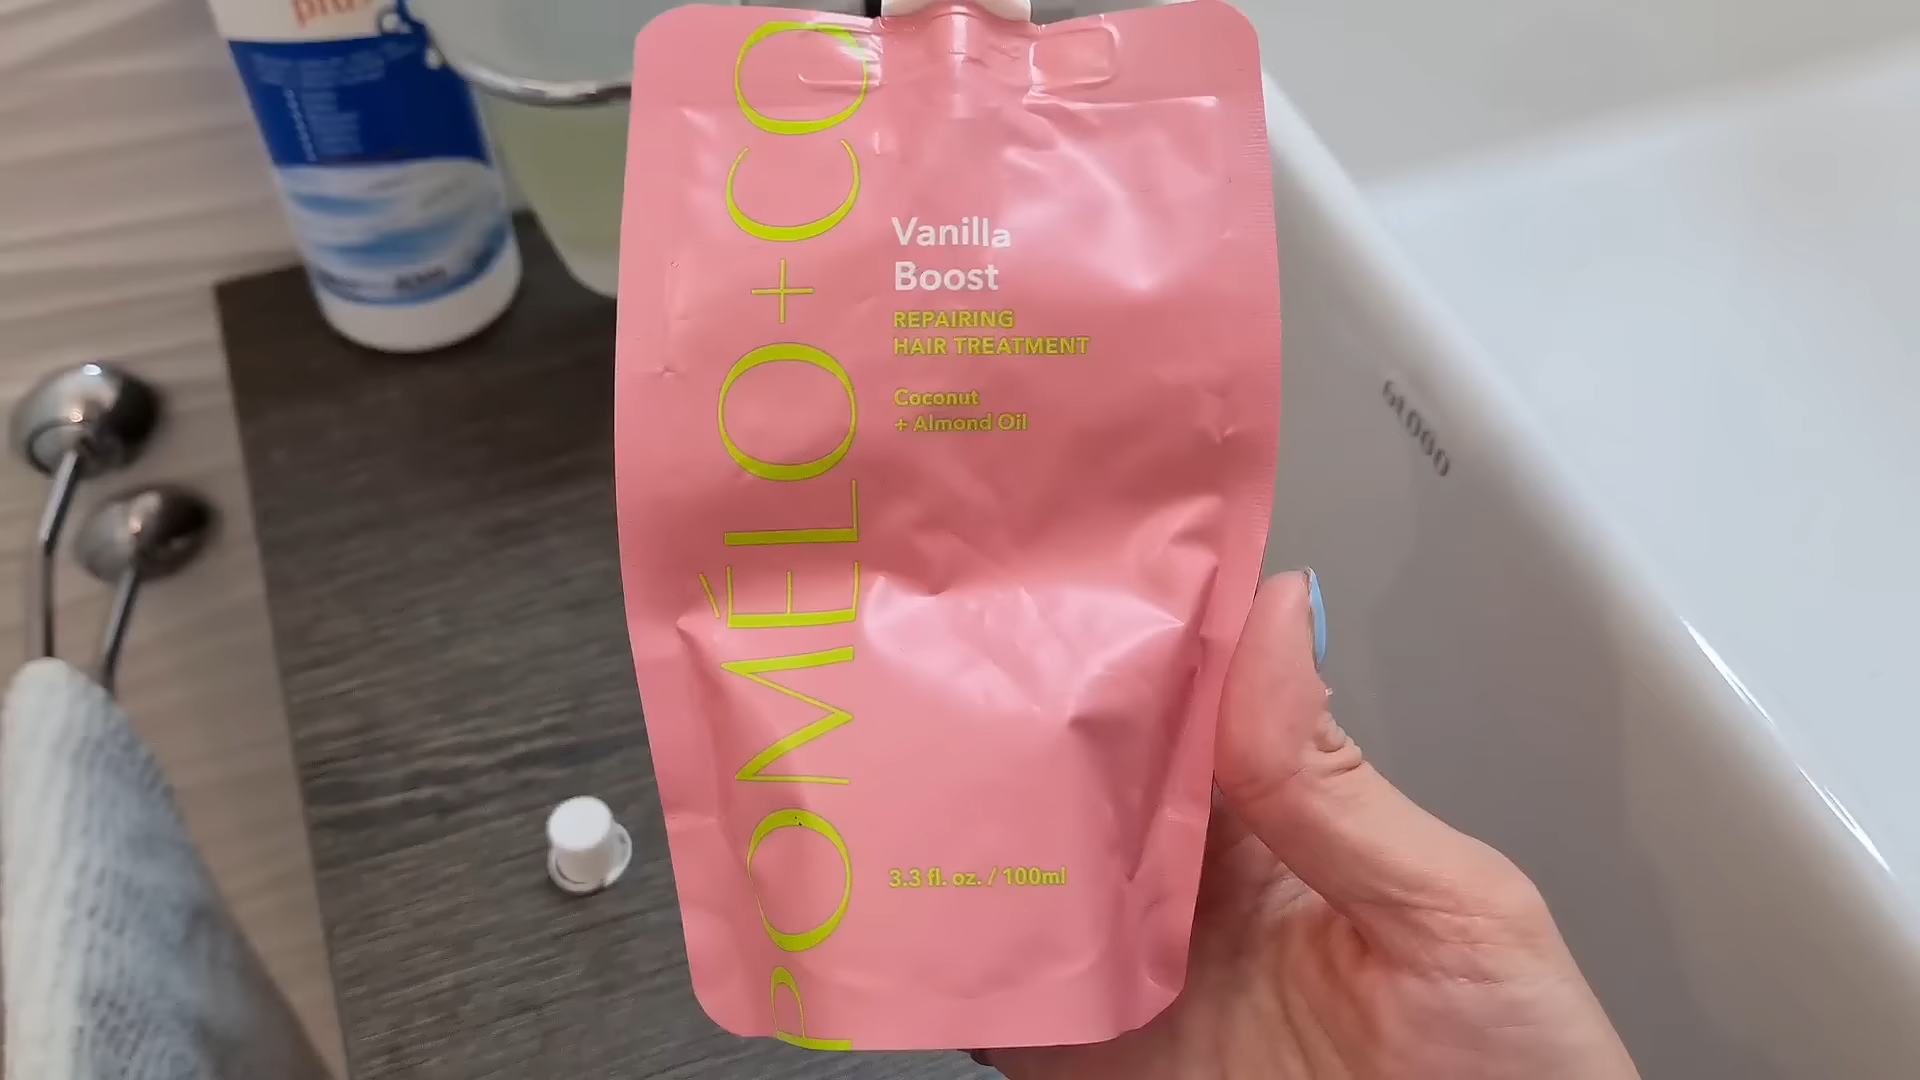 POMÉLO + CO
Vanilla
Boost
REPAIRING
HAIR TREATMENT
Coconut
+ Almond Oil
3.3 fl. oz. / 100ml